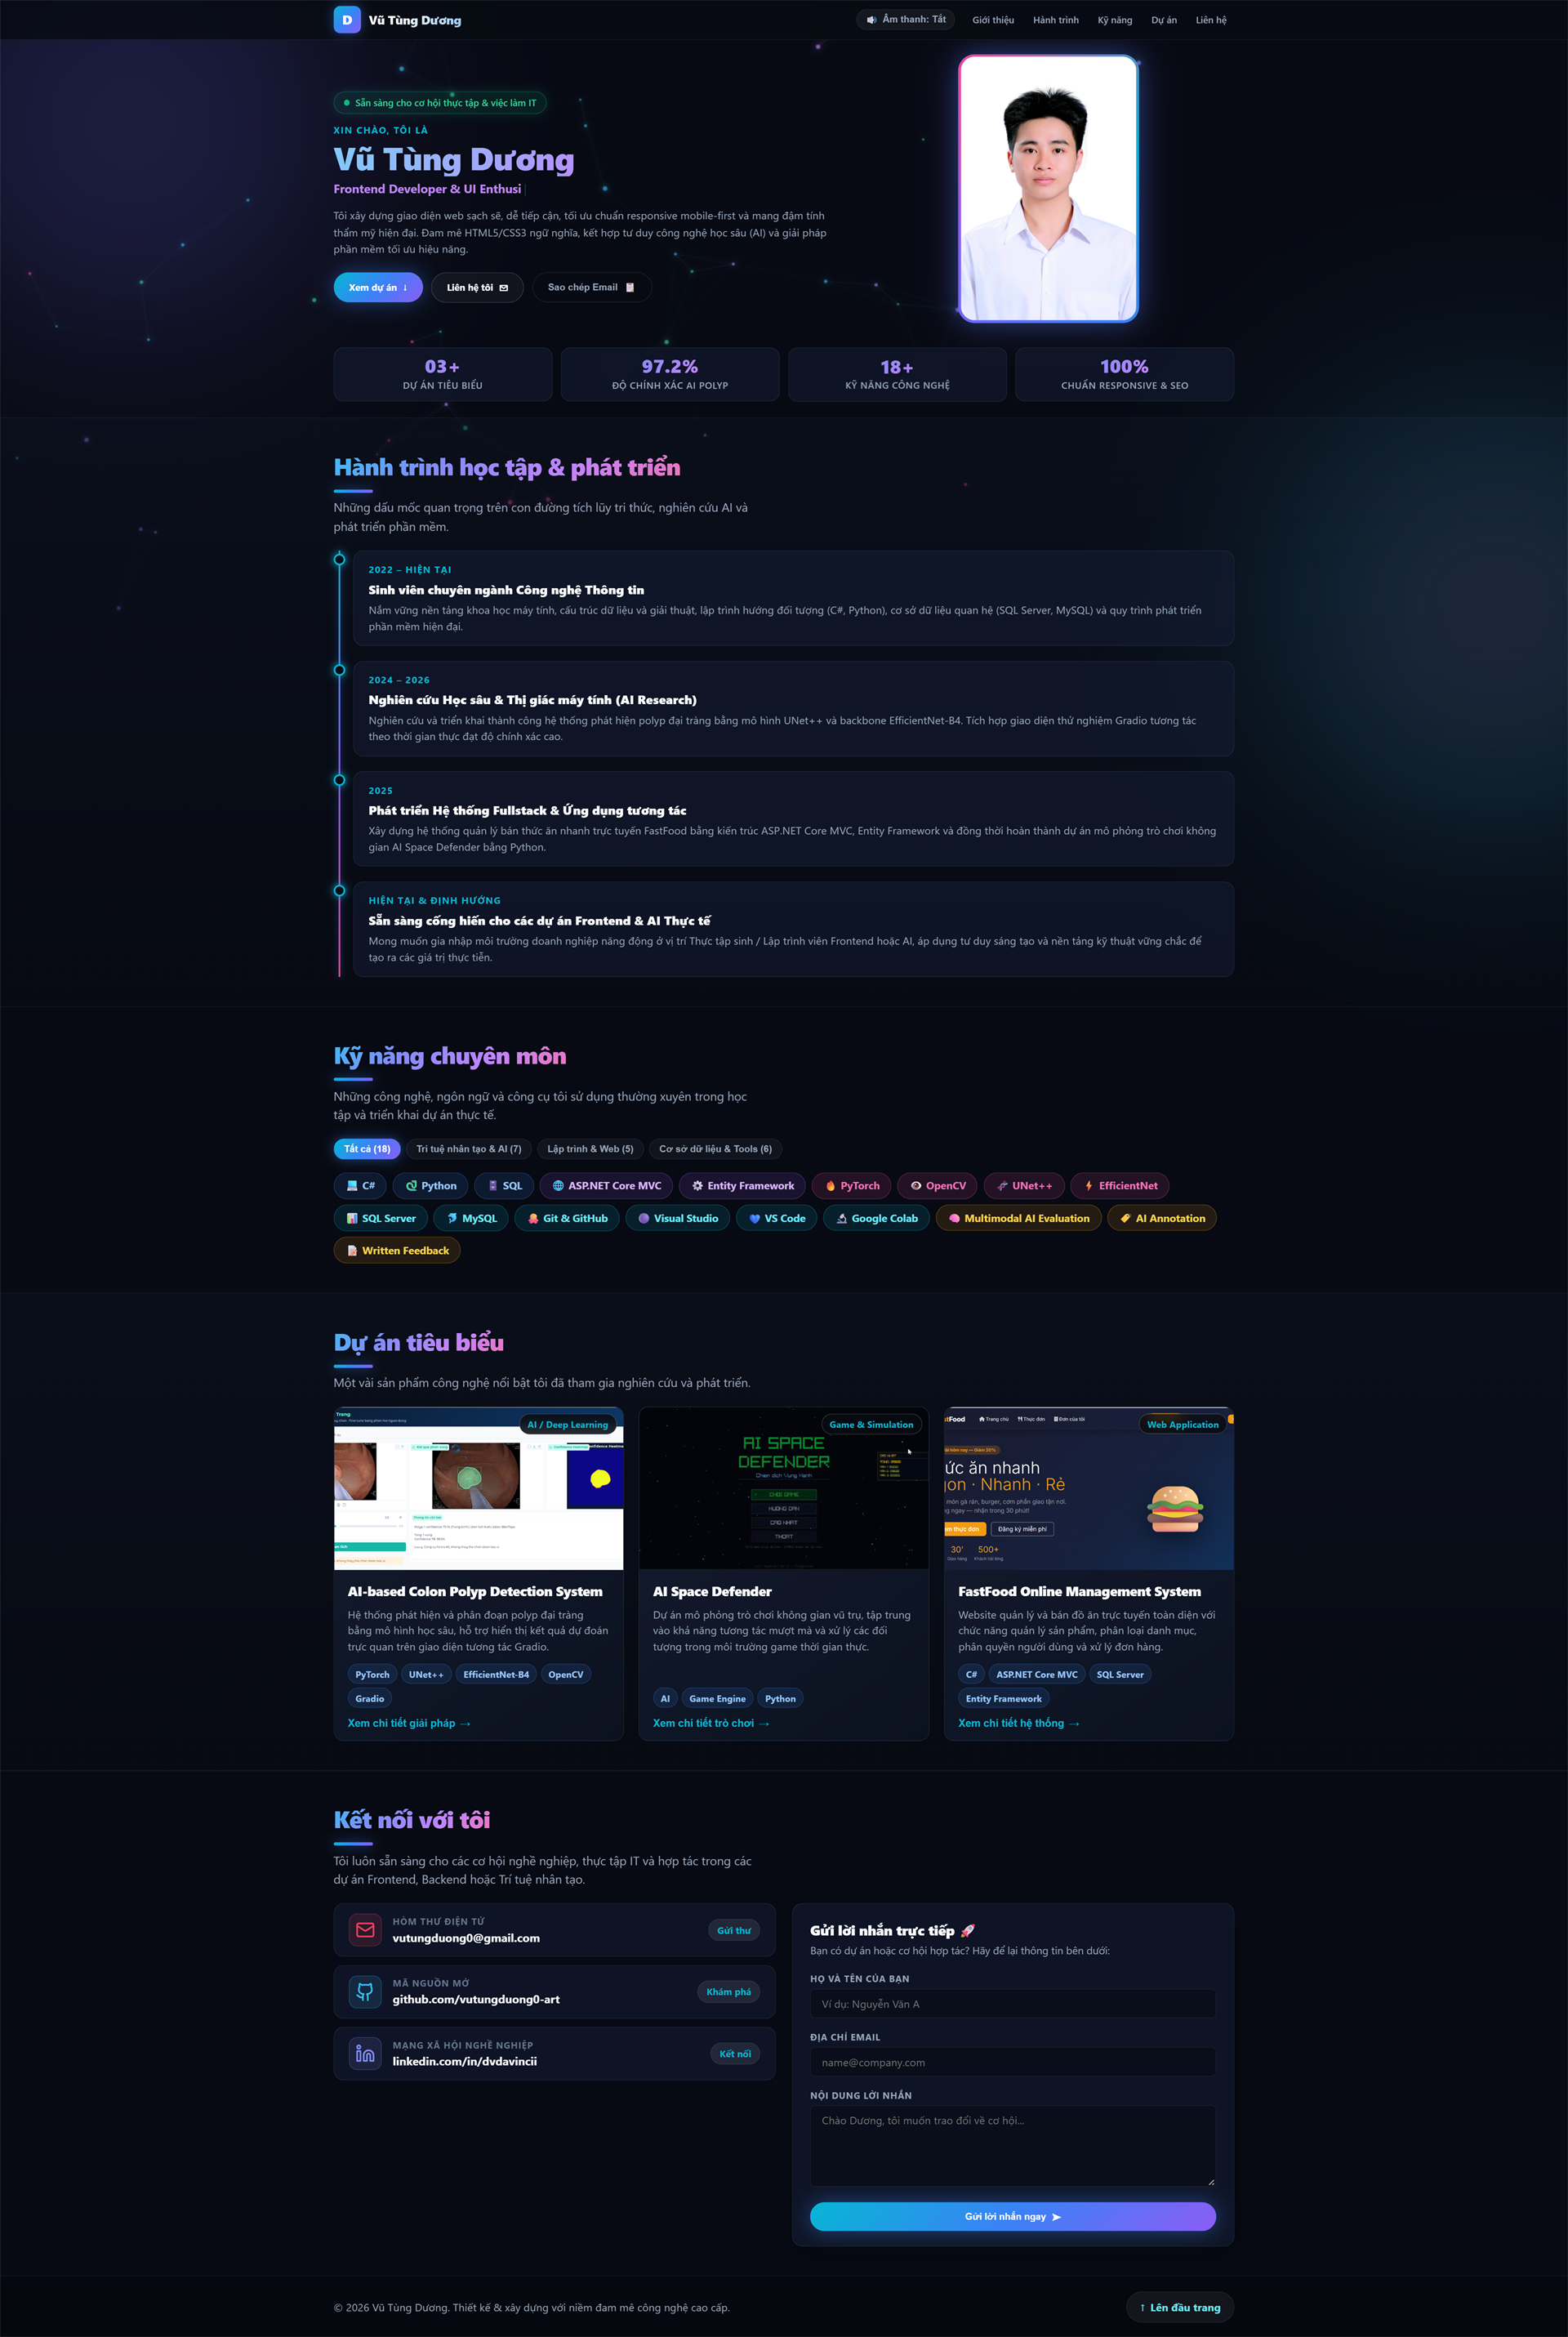 D Vũ Tùng Dương
Âm thanh: Tắt
Giới thiệu
Hành trình
Kỹ năng
Dự án
Liên hệ
Sẵn sàng cho cơ hội thực tập & việc làm IT
XIN CHÀO, TÔI LÀ
Vũ Tùng Dương
Frontend Developer & UI Enthusi
Tôi xây dựng giao diện web sạch sẽ, dễ tiếp cận, tối ưu chuẩn responsive mobile-first và mang đậm tính
thẩm mỹ hiện đại. Đam mê HTML5/CSS3 ngữ nghĩa, kết hợp tư duy công nghệ học sâu (AI) và giải pháp
phần mềm tối ưu hiệu năng.
Xem dự án ↓
Liên hệ tôi
Sao chép Email
03+
DỰ ÁN TIÊU BIỂU
97.2%
ĐỘ CHÍNH XÁC AI POLYP
18+
KỸ NĂNG CÔNG NGHỆ
100%
CHUẨN RESPONSIVE & SEO
Hành trình học tập & phát triển
Những dấu mốc quan trọng trên con đường tích lũy tri thức, nghiên cứu AI và
phát triển phần mềm.
2022 – HIỆN TẠI
Sinh viên chuyên ngành Công nghệ Thông tin
Nắm vững nền tảng khoa học máy tính, cấu trúc dữ liệu và giải thuật, lập trình hướng đối tượng (C#, Python), cơ sở dữ liệu quan hệ (SQL Server, MySQL) và quy trình phát triển
phần mềm hiện đại.
2024 – 2026
Nghiên cứu Học sâu & Thị giác máy tính (AI Research)
Nghiên cứu và triển khai thành công hệ thống phát hiện polyp đại tràng bằng mô hình UNet++ và backbone EfficientNet-B4. Tích hợp giao diện thử nghiệm Gradio tương tác
theo thời gian thực đạt độ chính xác cao.
2025
Phát triển Hệ thống Fullstack & Ứng dụng tương tác
Xây dựng hệ thống quản lý bán thức ăn nhanh trực tuyến FastFood bằng kiến trúc ASP.NET Core MVC, Entity Framework và đồng thời hoàn thành dự án mô phỏng trò chơi không
gian AI Space Defender bằng Python.
HIỆN TẠI & ĐỊNH HƯỚNG
Sẵn sàng cống hiến cho các dự án Frontend & AI Thực tế
Mong muốn gia nhập môi trường doanh nghiệp năng động ở vị trí Thực tập sinh / Lập trình viên Frontend hoặc AI, áp dụng tư duy sáng tạo và nền tảng kỹ thuật vững chắc để
tạo ra các giá trị thực tiễn.
Kỹ năng chuyên môn
Những công nghệ, ngôn ngữ và công cụ tôi sử dụng thường xuyên trong học
tập và triển khai dự án thực tế.
Tất cả (18)
Trí tuệ nhân tạo & AI (7)
Lập trình & Web (5)
Cơ sở dữ liệu & Tools (6)
C#
Python
SQL
ASP.NET Core MVC
Entity Framework
PyTorch
OpenCV
UNet++
EfficientNet
SQL Server
MySQL
Git & GitHub
Visual Studio
VS Code
Google Colab
Multimodal AI Evaluation
AI Annotation
Written Feedback
Dự án tiêu biểu
Một vài sản phẩm công nghệ nổi bật tôi đã tham gia nghiên cứu và phát triển.
AI / Deep Learning
AI-based Colon Polyp Detection System
Hệ thống phát hiện và phân đoạn polyp đại tràng
bằng mô hình học sâu, hỗ trợ hiển thị kết quả dự đoán
trực quan trên giao diện tương tác Gradio.
PyTorch
UNet++
EfficientNet-B4
OpenCV
Gradio
Xem chi tiết giải pháp →
Game & Simulation
AI SPACE
DEFENDER
CHOI GAME
HUONG DAN
CAP NHAT
THOAT
AI Space Defender
Dự án mô phỏng trò chơi không gian vũ trụ, tập trung
vào khả năng tương tác mượt mà và xử lý các đối
tượng trong môi trường game thời gian thực.
AI
Game Engine
Python
Xem chi tiết trò chơi →
Web Application
stFood
Trang chủ
Thực đơn
Đơn của tôi
ức ăn nhanh
gon · Nhanh · Rẻ
món gà rán, burger, cơm phần giao tận nơi.
ng ngay — nhận trong 30 phút!
Đăng ký miễn phí
30'
500+
FastFood Online Management System
Website quản lý và bán đồ ăn trực tuyến toàn diện với
chức năng quản lý sản phẩm, phân loại danh mục,
phân quyền người dùng và xử lý đơn hàng.
C#
ASP.NET Core MVC
SQL Server
Entity Framework
Xem chi tiết hệ thống →
Kết nối với tôi
Tôi luôn sẵn sàng cho các cơ hội nghề nghiệp, thực tập IT và hợp tác trong các
dự án Frontend, Backend hoặc Trí tuệ nhân tạo.
HÒM THƯ ĐIỆN TỬ
vutungduong0@gmail.com
Gửi thư
MÃ NGUỒN MỞ
github.com/vutungduong0-art
Khám phá
MẠNG XÃ HỘI NGHỀ NGHIỆP
linkedin.com/in/dvdavincii
Kết nối
Gửi lời nhắn trực tiếp 🚀
Bạn có dự án hoặc cơ hội hợp tác? Hãy để lại thông tin bên dưới:
HỌ VÀ TÊN CỦA BẠN
Ví dụ: Nguyễn Văn A
ĐỊA CHỈ EMAIL
name@company.com
NỘI DUNG LỜI NHẮN
Chào Dương, tôi muốn trao đổi về cơ hội...
Gửi lời nhắn ngay ➤
© 2026 Vũ Tùng Dương. Thiết kế & xây dựng với niềm đam mê công nghệ cao cấp.
↑ Lên đầu trang